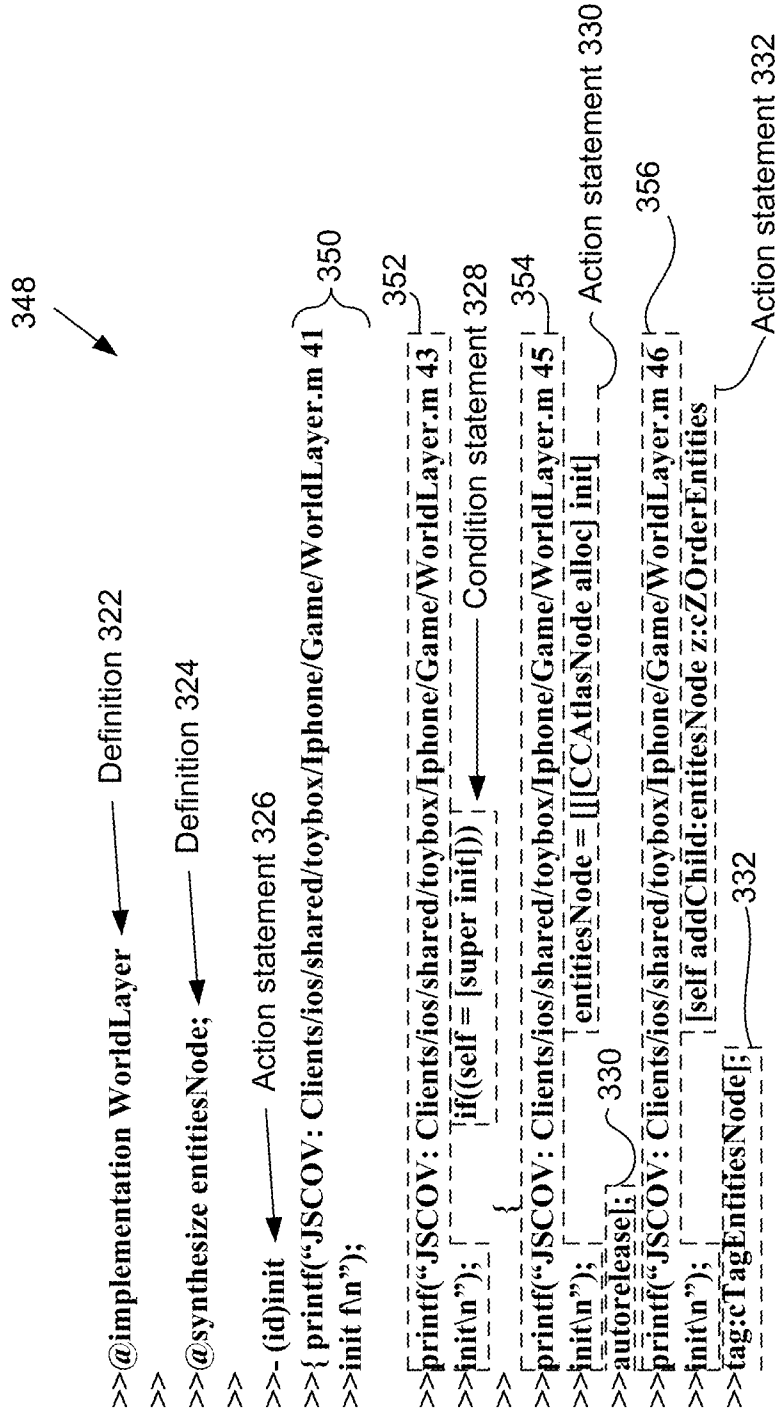 348
>>@implementation WorldLayer Definition 322
>>
>>@synthesize entitiesNode; Definition 324
>>
>>- (id)init Action statement 326
>>{ printf(“JSCOV: Clients/ios/shared/toybox/Iphone/Game/WorldLayer.m 41 350
>>init f\n”);
>>printf(“JSCOV: Clients/ios/shared/toybox/Iphone/Game/WorldLayer.m 43 352
>>init\n”); if((self = [super init])) Condition statement 328
>> {
>>printf(“JSCOV: Clients/ios/shared/toybox/Iphone/Game/WorldLayer.m 45 354
>>init\n”); entitiesNode = [[[CCAtlasNode alloc] init] Action statement 330
>>autorelease]; 330
>>printf(“JSCOV: Clients/ios/shared/toybox/Iphone/Game/WorldLayer.m 46 356
>>init\n”); [self addChild:entitesNode z:cZOrderEntities Action statement 332
>>tag:cTagEntitiesNode]; 332